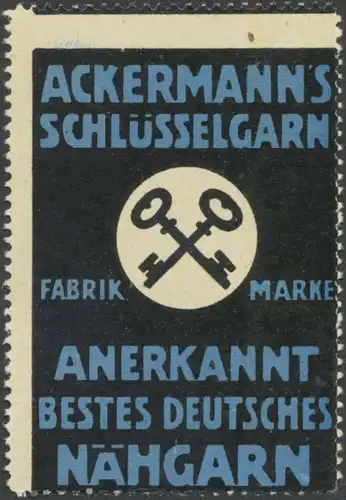 ACKERMANN'S
SCHLÜSSELGARN
FABRIK MARKE
ANERKANNT
BESTES DEUTSCHES
NÄHGARN